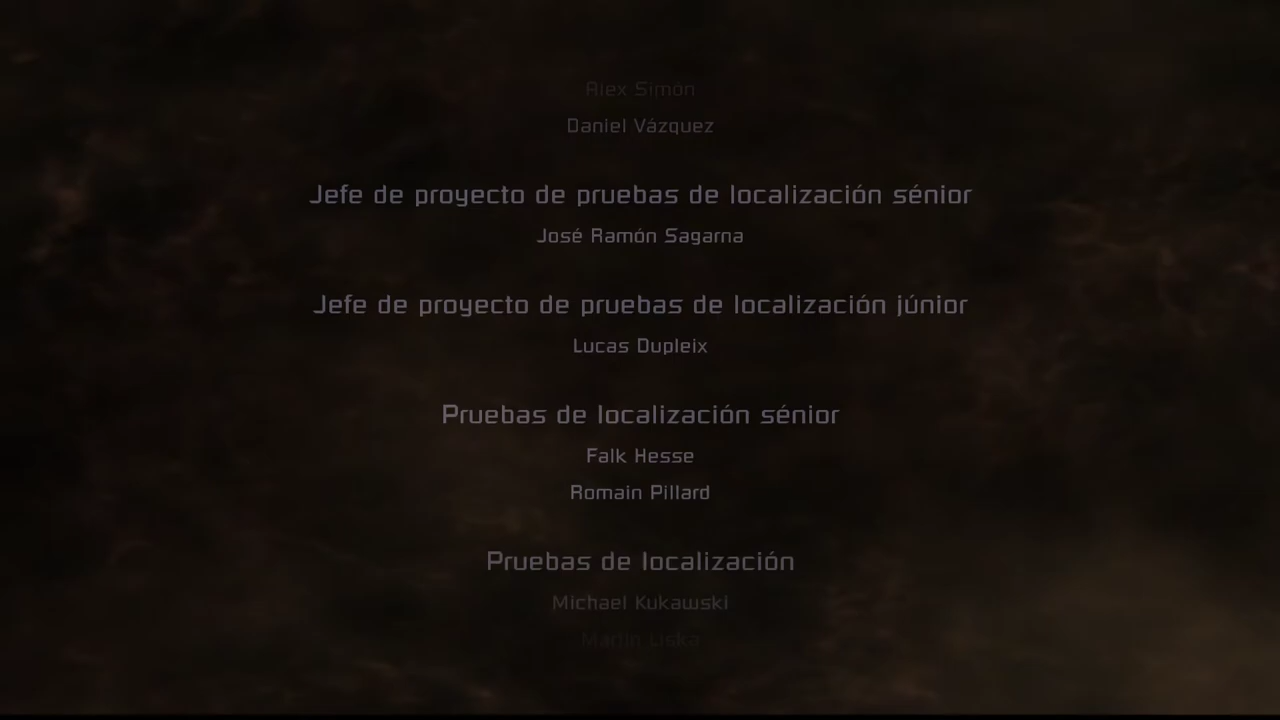 Alex Simón
Daniel Vázquez
Jefe de proyecto de pruebas de localización sénior
José Ramón Sagarna
Jefe de proyecto de pruebas de localización júnior
Lucas Dupleix
Pruebas de localización sénior
Falk Hesse
Romain Pillard
Pruebas de localización
Michael Kukawski
Martin Liska